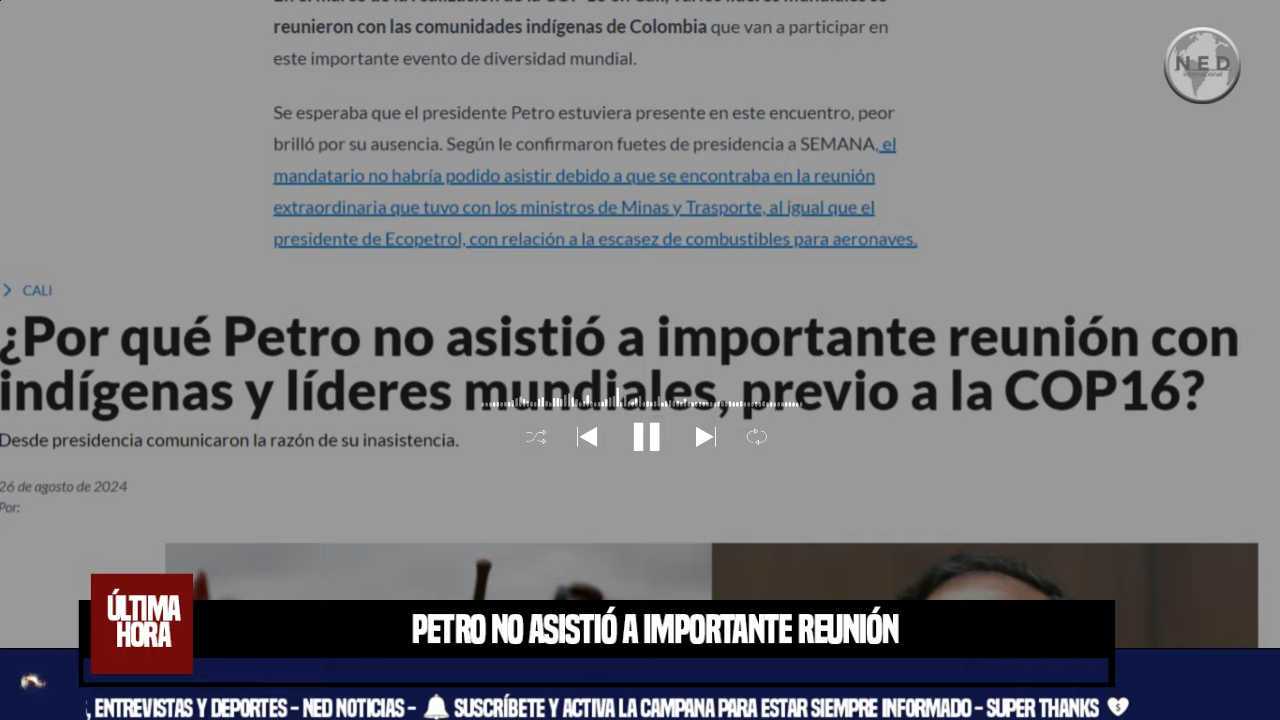 reunieron con las comunidades indígenas de Colombia que van a participar en
este importante evento de diversidad mundial.
NED
international
Se esperaba que el presidente Petro estuviera presente en este encuentro, peor
brilló por su ausencia. Según le confirmaron fuetes de presidencia a SEMANA, el
mandatario no habría podido asistir debido a que se encontraba en la reunión
extraordinaria que tuvo con los ministros de Minas y Trasporte, al igual que el
presidente de Ecopetrol, con relación a la escasez de combustibles para aeronaves.
CALI
¿Por qué Petro no asistió a importante reunión con
indígenas y líderes mundiales, previo a la COP16?
Desde presidencia comunicaron la razón de su inasistencia.
26 de agosto de 2024
Por:
ÚLTIMA
HORA
PETRO NO ASISTIÓ A IMPORTANTE REUNIÓN
, ENTREVISTAS Y DEPORTES - NED NOTICIAS - 🔔 SUSCRÍBETE Y ACTIVA LA CAMPANA PARA ESTAR SIEMPRE INFORMADO - SUPER THANKS